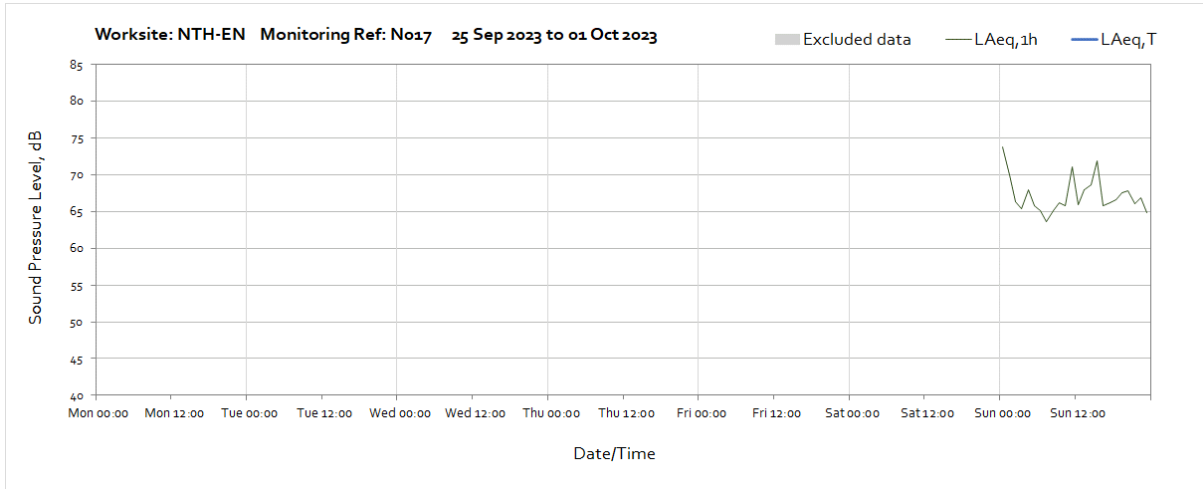 Worksite: NTH-EN Monitoring Ref: N017 25 Sep 2023 to 01 Oct 2023
Excluded data LAeq,1h LAeq,T
85
80
75
70
65
60
55
50
45
40
Sound Pressure Level, dB
Mon 00:00 Mon 12:00 Tue 00:00 Tue 12:00 Wed 00:00 Wed 12:00 Thu 00:00 Thu 12:00 Fri 00:00 Fri 12:00 Sat 00:00 Sat 12:00 Sun 00:00 Sun 12:00
Date/Time